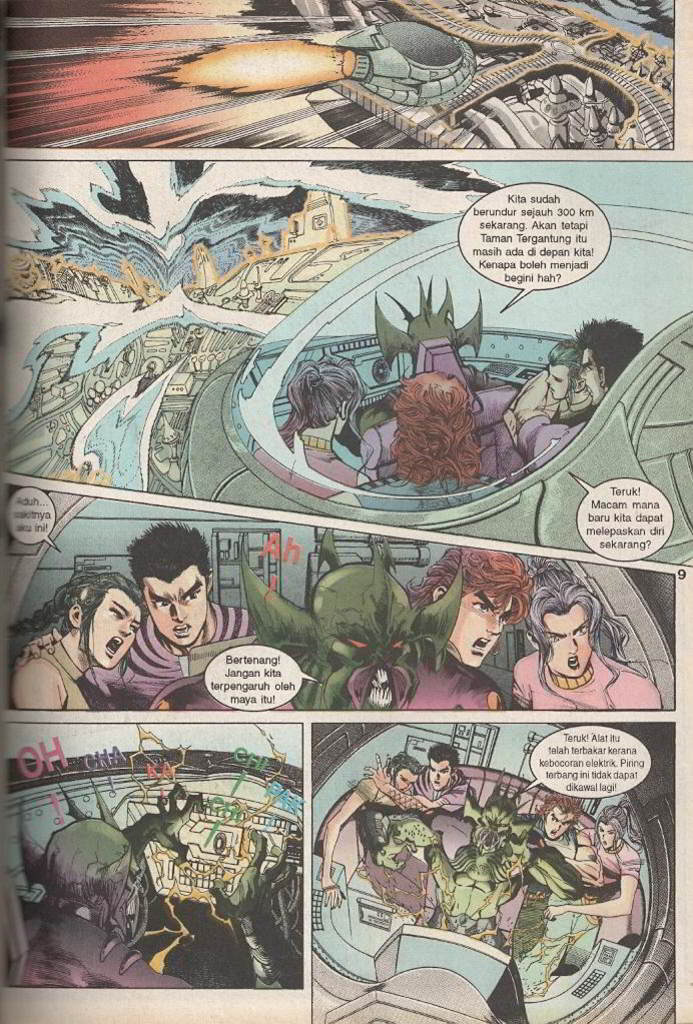 Kita sudah
berundur sejauh 300 km
sekarang. Akan tetapi
Taman Tergantung itu
masih ada di depan kita!
Kenapa boleh menjadi
begini hah?
Teruk!
Macam mana
baru kita dapat
melepaskan diri
sekarang?
Aduh...
sakitnya
aku ini!
Ah
!
9
Bertenang!
Jangan kita
terpengaruh oleh
maya itu!
OH
!
!
!
!
Teruk! Alat itu
telah terbakar kerana
kebocoran elektrik. Piring
terbang ini tidak dapat
dikawal lagi!